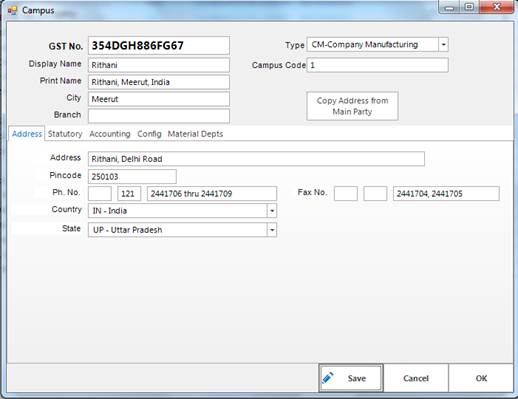 Campus
GST No. 354DGH886FG67 Type CM-Company Manufacturing
Display Name Rithani Campus Code 1
Print Name Rithani, Meerut, India
City Meerut Copy Address from Main Party
Branch
Address Statutory Accounting Config Material Depts
Address Rithani, Delhi Road
Pincode 250103
Ph. No. 121 2441706 thru 2441709 Fax No. 2441704, 2441705
Country IN - India
State UP - Uttar Pradesh
Save Cancel OK